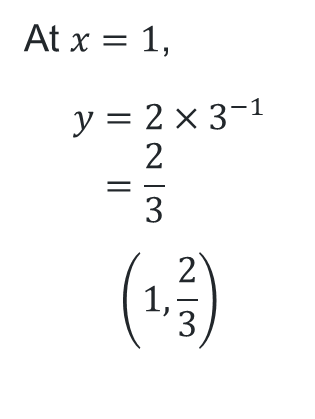 At x = 1,
y = 2 × 3⁻¹
= 2/3
(1, 2/3)